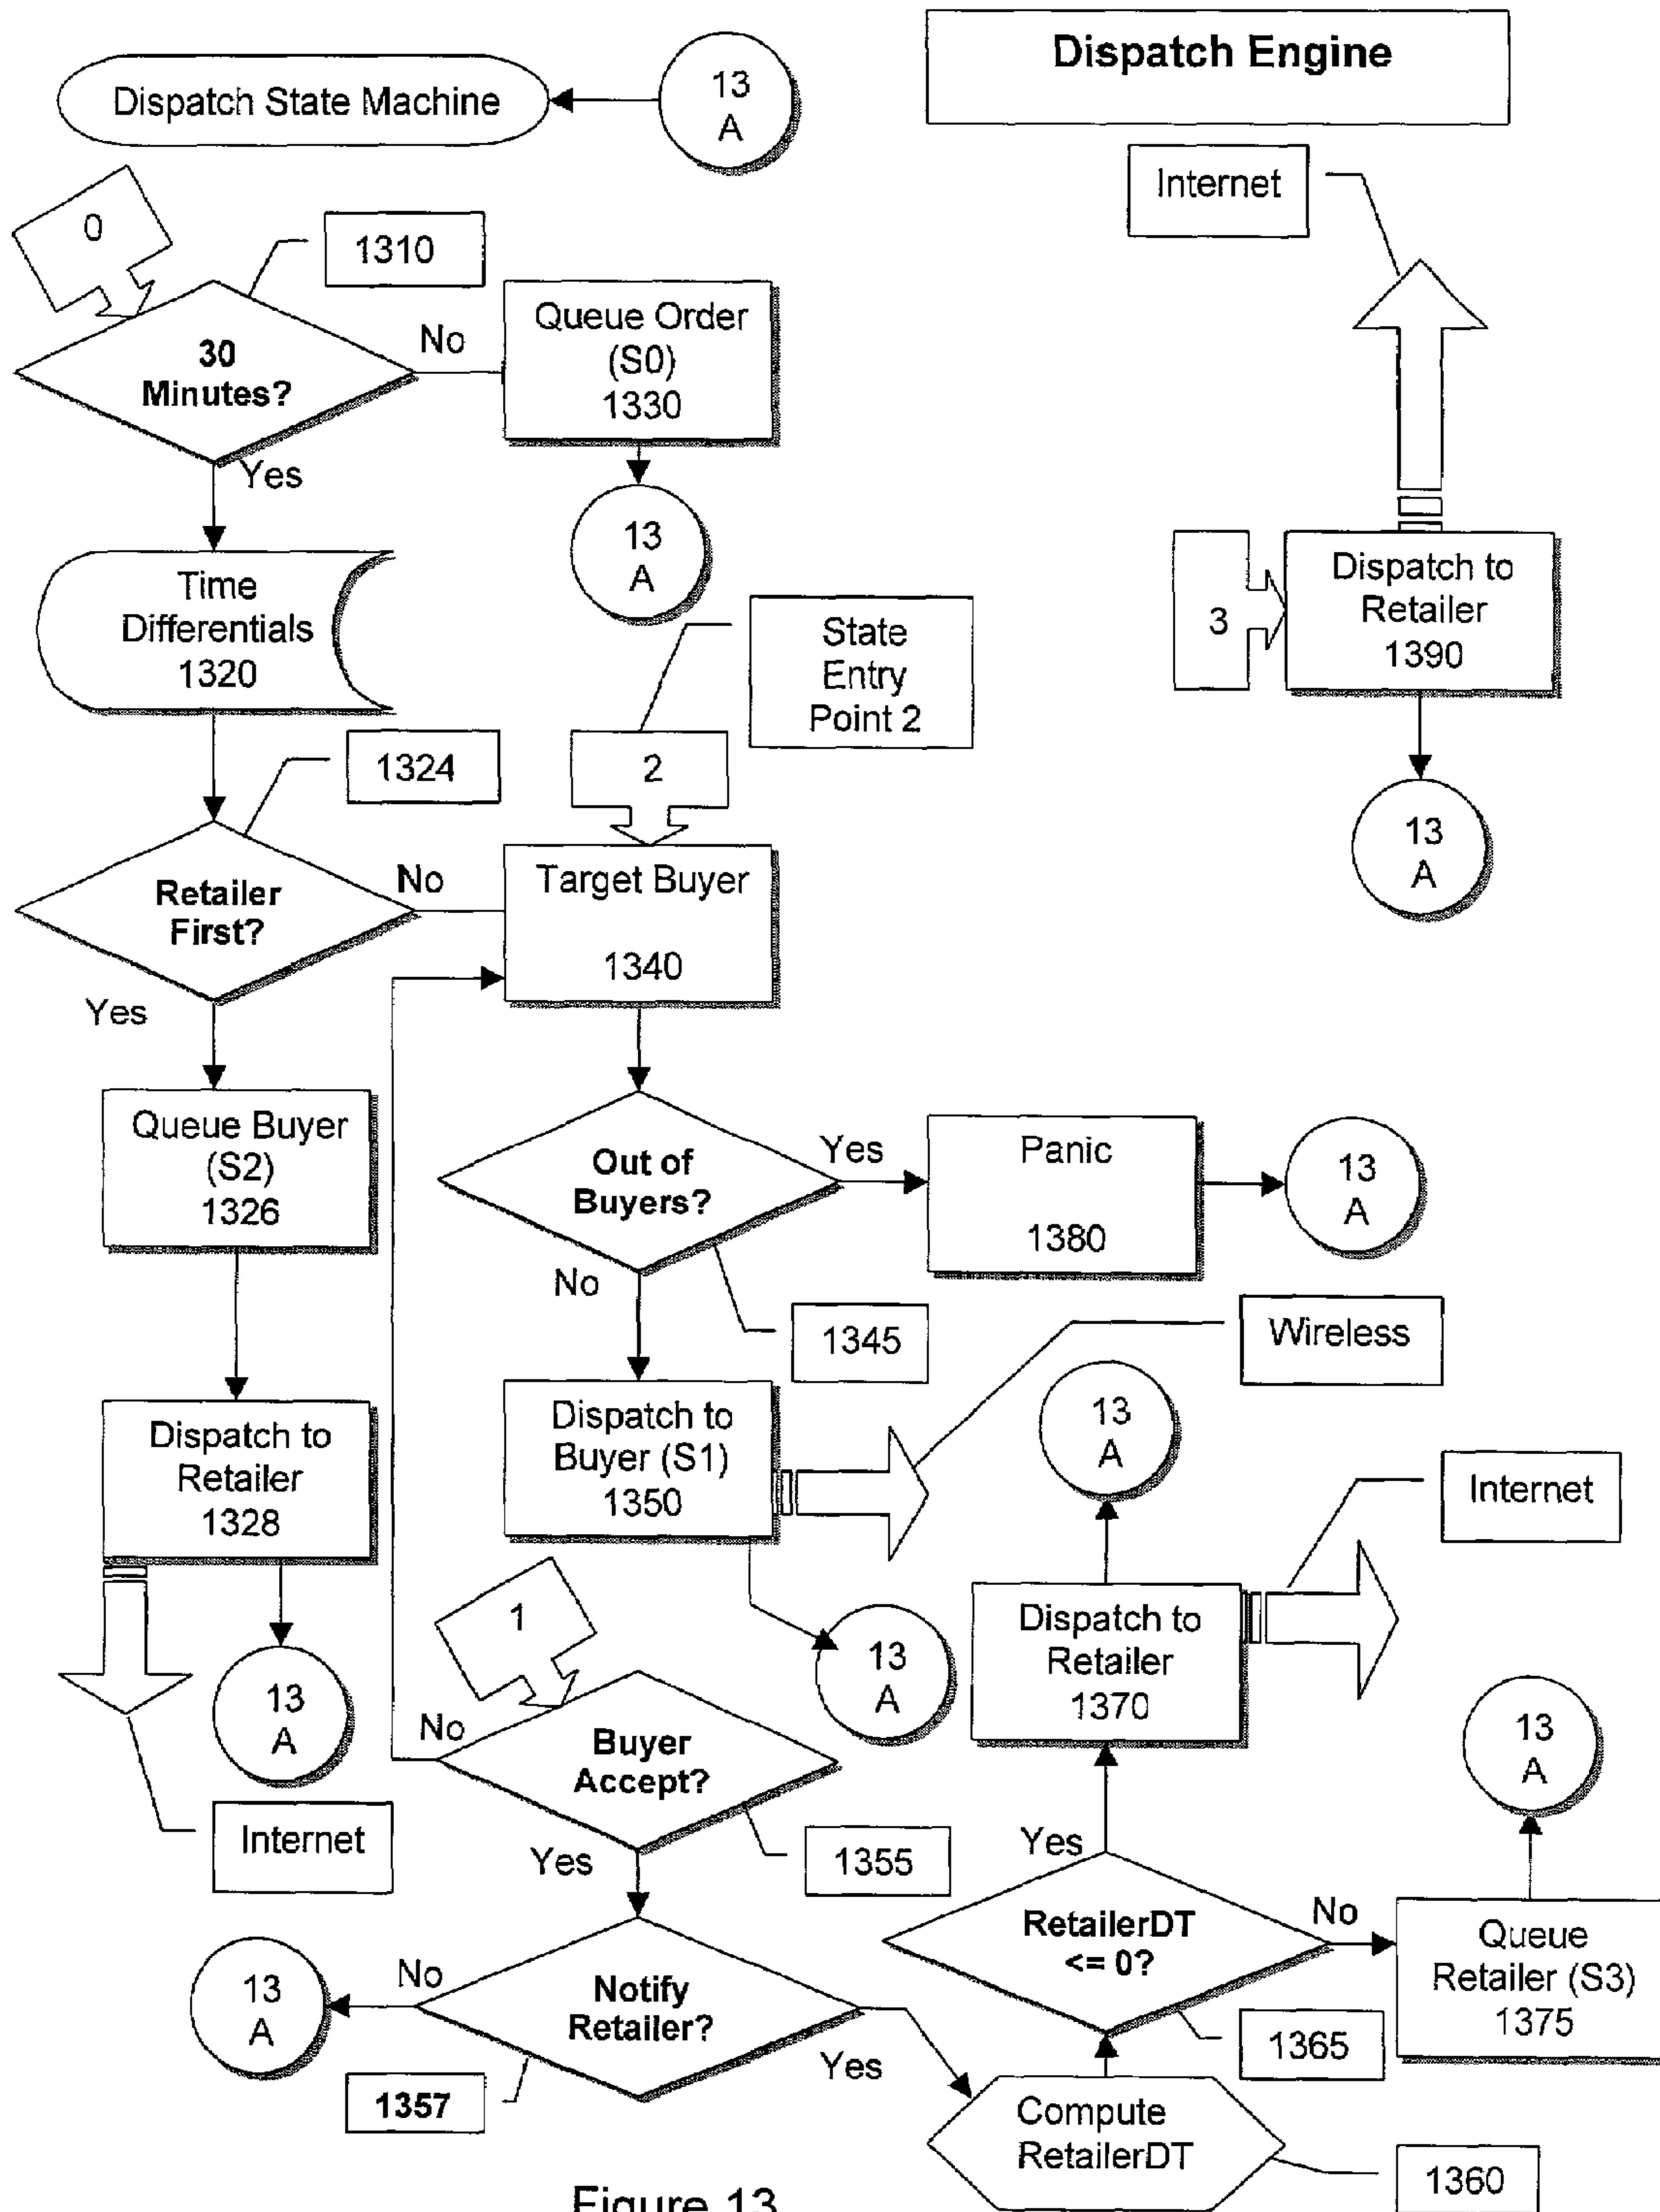 Dispatch Engine
Dispatch State Machine
13
A
Internet
0
1310
30
Minutes?
No
Yes
Queue Order
(S0)
1330
13
A
Time
Differentials
1320
State
Entry
Point 2
3
Dispatch to
Retailer
1390
13
A
1324
2
Retailer
First?
No
Yes
Target Buyer
1340
Queue Buyer
(S2)
1326
Out of
Buyers?
Yes
No
Panic
1380
13
A
1345
Wireless
Dispatch to
Retailer
1328
Dispatch to
Buyer (S1)
1350
13
A
Internet
1
13
A
Dispatch to
Retailer
1370
13
A
No
Buyer
Accept?
Yes
1355
13
A
Internet
Yes
RetailerDT
<= 0?
No
Queue
Retailer (S3)
1375
1365
13
A
No
Notify
Retailer?
Yes
1357
Compute
RetailerDT
1360
Figure 13